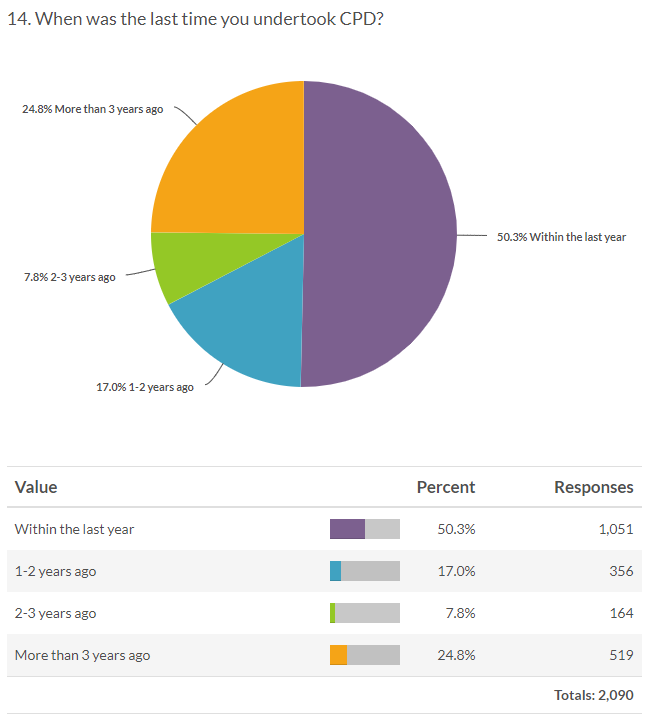 14. When was the last time you undertook CPD?
24.8% More than 3 years ago
50.3% Within the last year
7.8% 2-3 years ago
17.0% 1-2 years ago
Value Percent Responses
Within the last year 50.3% 1,051
1-2 years ago 17.0% 356
2-3 years ago 7.8% 164
More than 3 years ago 24.8% 519
Totals: 2,090